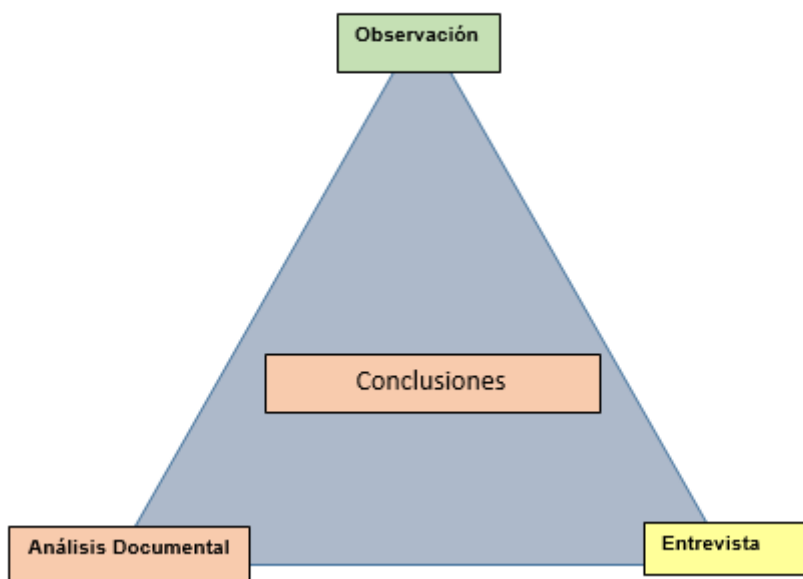 Observación
Conclusiones
Análisis Documental
Entrevista